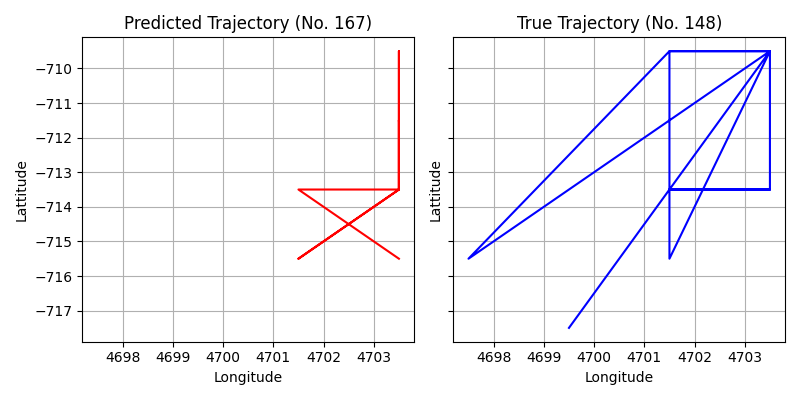 Predicted Trajectory (No. 167)
True Trajectory (No. 148)
Lattitude
−710
−711
−712
−713
−714
−715
−716
−717
4698 4699 4700 4701 4702 4703
Longitude
Lattitude
4698 4699 4700 4701 4702 4703
Longitude